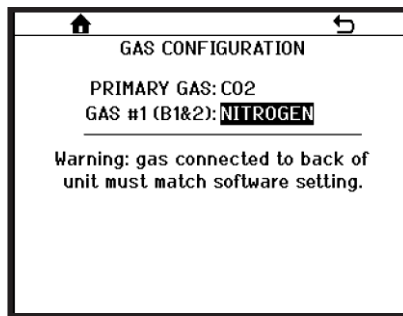 GAS CONFIGURATION
PRIMARY GAS: CO2
GAS #1 (B1&2): NITROGEN
Warning: gas connected to back of
unit must match software setting.